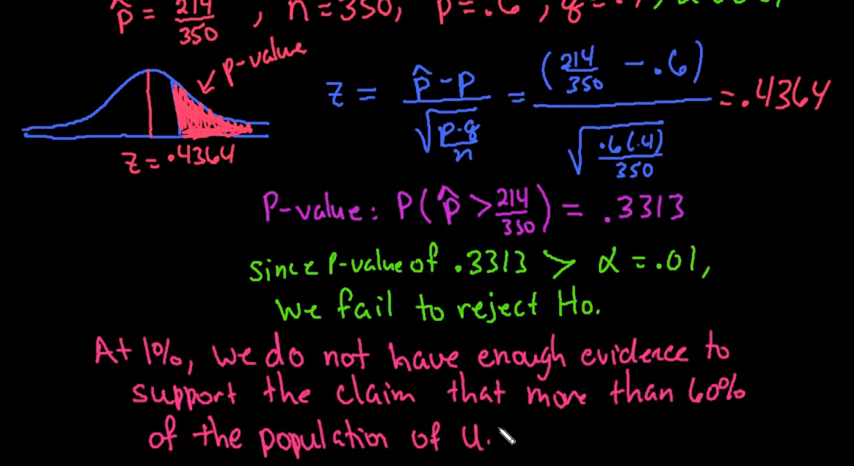 p̂ = 214/350 , n=350, p=.6 , q=
p-value
z = (p̂ - p)/√(p·q/n) = (214/350 - .6)/√(.6(.4)/350) = .4364
z = .4364
P-value: P(p̂ > 214/350) = .3313
since P-value of .3313 > α = .01,
we fail to reject Ho.
At 1%, we do not have enough evidence to
support the claim that more than 60%
of the population of U.